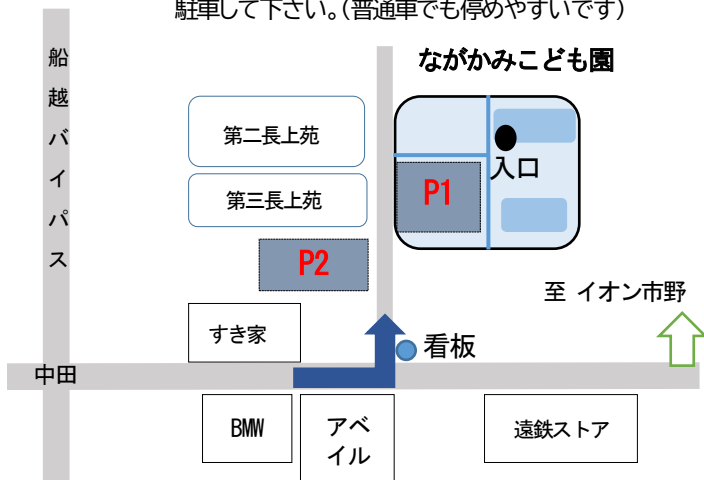 駐車して下さい。(普通車でも停めやすいです)
船越バイパス
ながかみこども園
第二長上苑
入口
P1
第三長上苑
P2
至 イオン市野
すき家
看板
中田
BMW
アベ
イル
遠鉄ストア